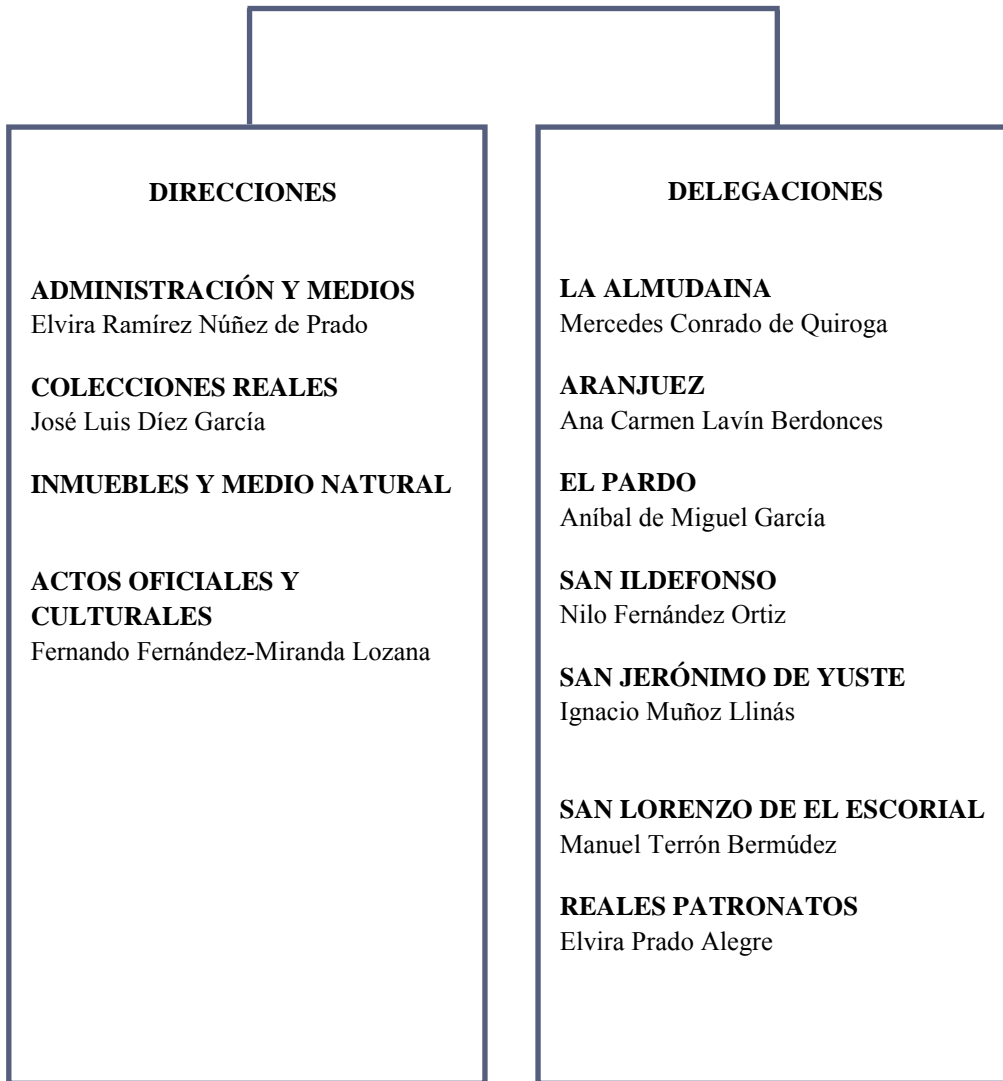 DIRECCIONES
ADMINISTRACIÓN Y MEDIOS
Elvira Ramírez Núñez de Prado
COLECCIONES REALES
José Luis Díez García
INMUEBLES Y MEDIO NATURAL
ACTOS OFICIALES Y
CULTURALES
Fernando Fernández-Miranda Lozana
DELEGACIONES
LA ALMUDAINA
Mercedes Conrado de Quiroga
ARANJUEZ
Ana Carmen Lavín Berdonces
EL PARDO
Aníbal de Miguel García
SAN ILDEFONSO
Nilo Fernández Ortiz
SAN JERÓNIMO DE YUSTE
Ignacio Muñoz Llinás
SAN LORENZO DE EL ESCORIAL
Manuel Terrón Bermúdez
REALES PATRONATOS
Elvira Prado Alegre